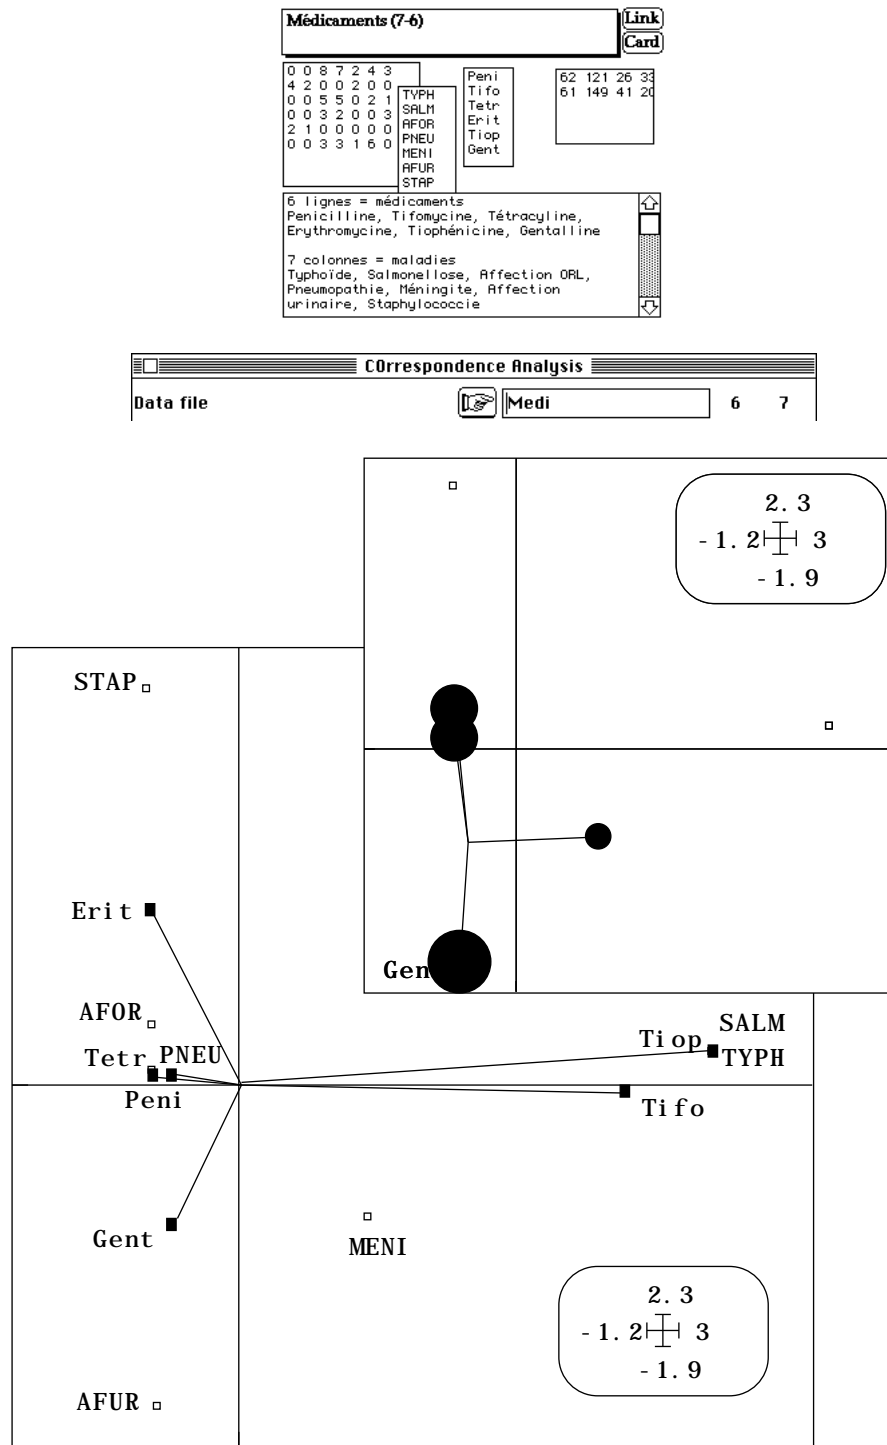 Médicaments (7-6)
Link
Card
0 0 8 7 2 4 3
4 2 0 0 2 0 0
0 0 5 5 0 2 1
0 0 3 2 0 0 3
2 1 0 0 0 0 0
0 0 3 3 1 6 0
TYPH
SALM
AFOR
PNEU
MENI
AFUR
STAP
Peni
Tifo
Tetr
Erit
Tiop
Gent
62 121 26 33
61 149 41 20
6 lignes = médicaments
Penicilline, Tifomycine, Tétracyline,
Erythromycine, Tiophénicine, Gentalline
7 colonnes = maladies
Typhoïde, Salmonellose, Affection ORL,
Pneumopathie, Méningite, Affection
urinaire, Staphylococcie
COrrespondence Analysis
Data file
Medi
6 7
2.3
-1.2 3
-1.9
Gen
STAP
Erit
AFOR
Tetr PNEU
Peni
Gent
Tiop
SALM
TYPH
Tifo
MENI
AFUR
2.3
-1.2 3
-1.9